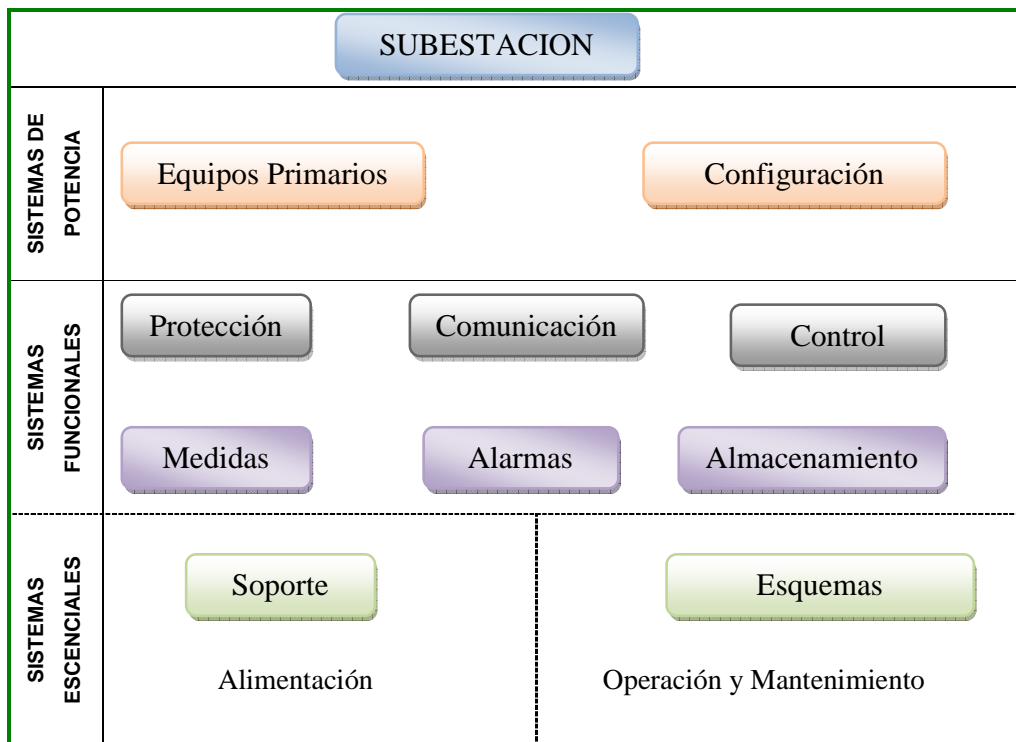 SUBESTACION
SISTEMAS DE
POTENCIA
Equipos Primarios
Configuración
SISTEMAS
FUNCIONALES
Protección
Comunicación
Control
Medidas
Alarmas
Almacenamiento
SISTEMAS
ESCENCIALES
Soporte
Esquemas
Alimentación
Operación y Mantenimiento